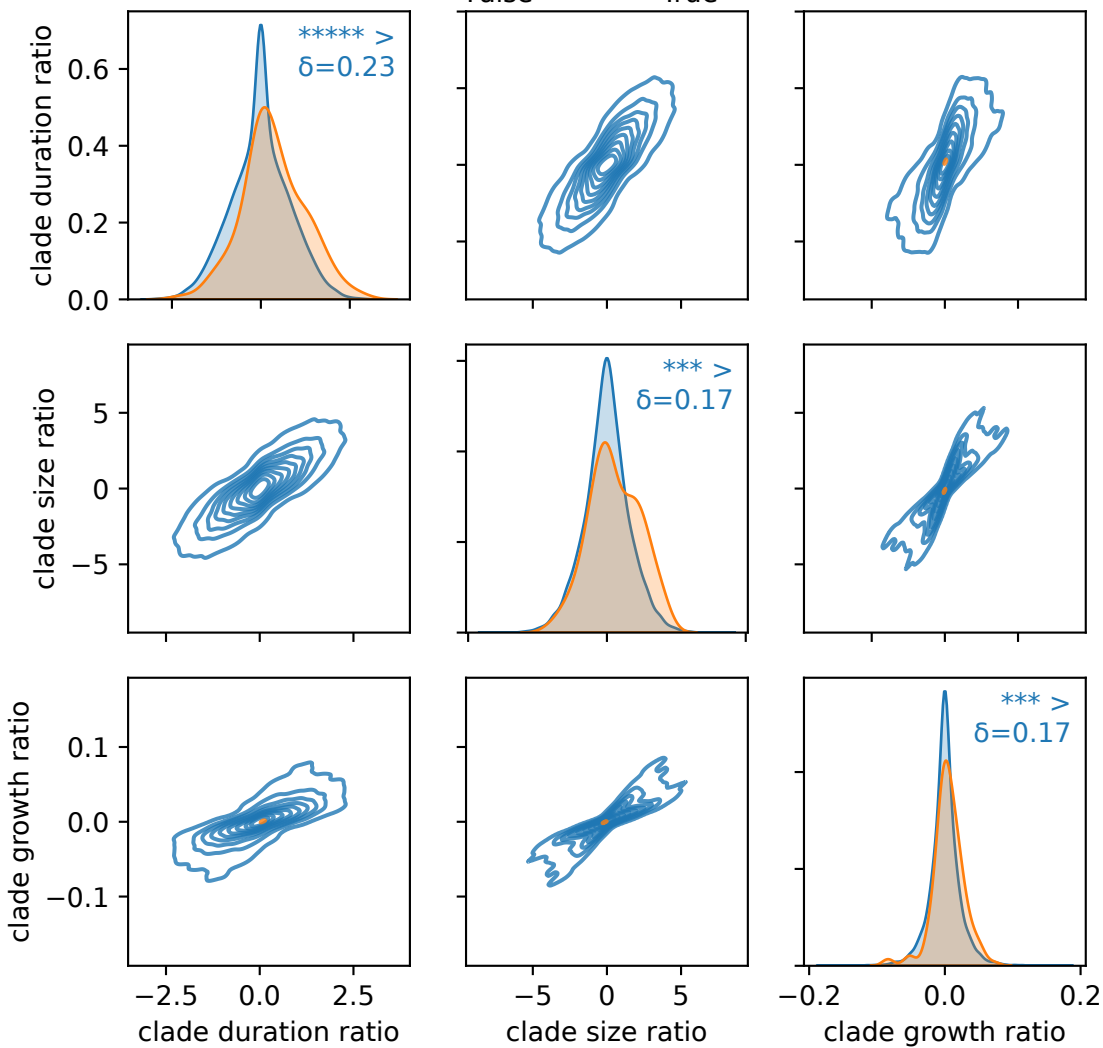 False True
clade duration ratio
0.6
0.4
0.2
0.0
***** >
δ=0.23
clade size ratio
5
0
−5
*** >
δ=0.17
clade growth ratio
0.1
0.0
−0.1
*** >
δ=0.17
−2.5 0.0 2.5
−5 0 5
−0.2 0.0 0.2
clade duration ratio
clade size ratio
clade growth ratio